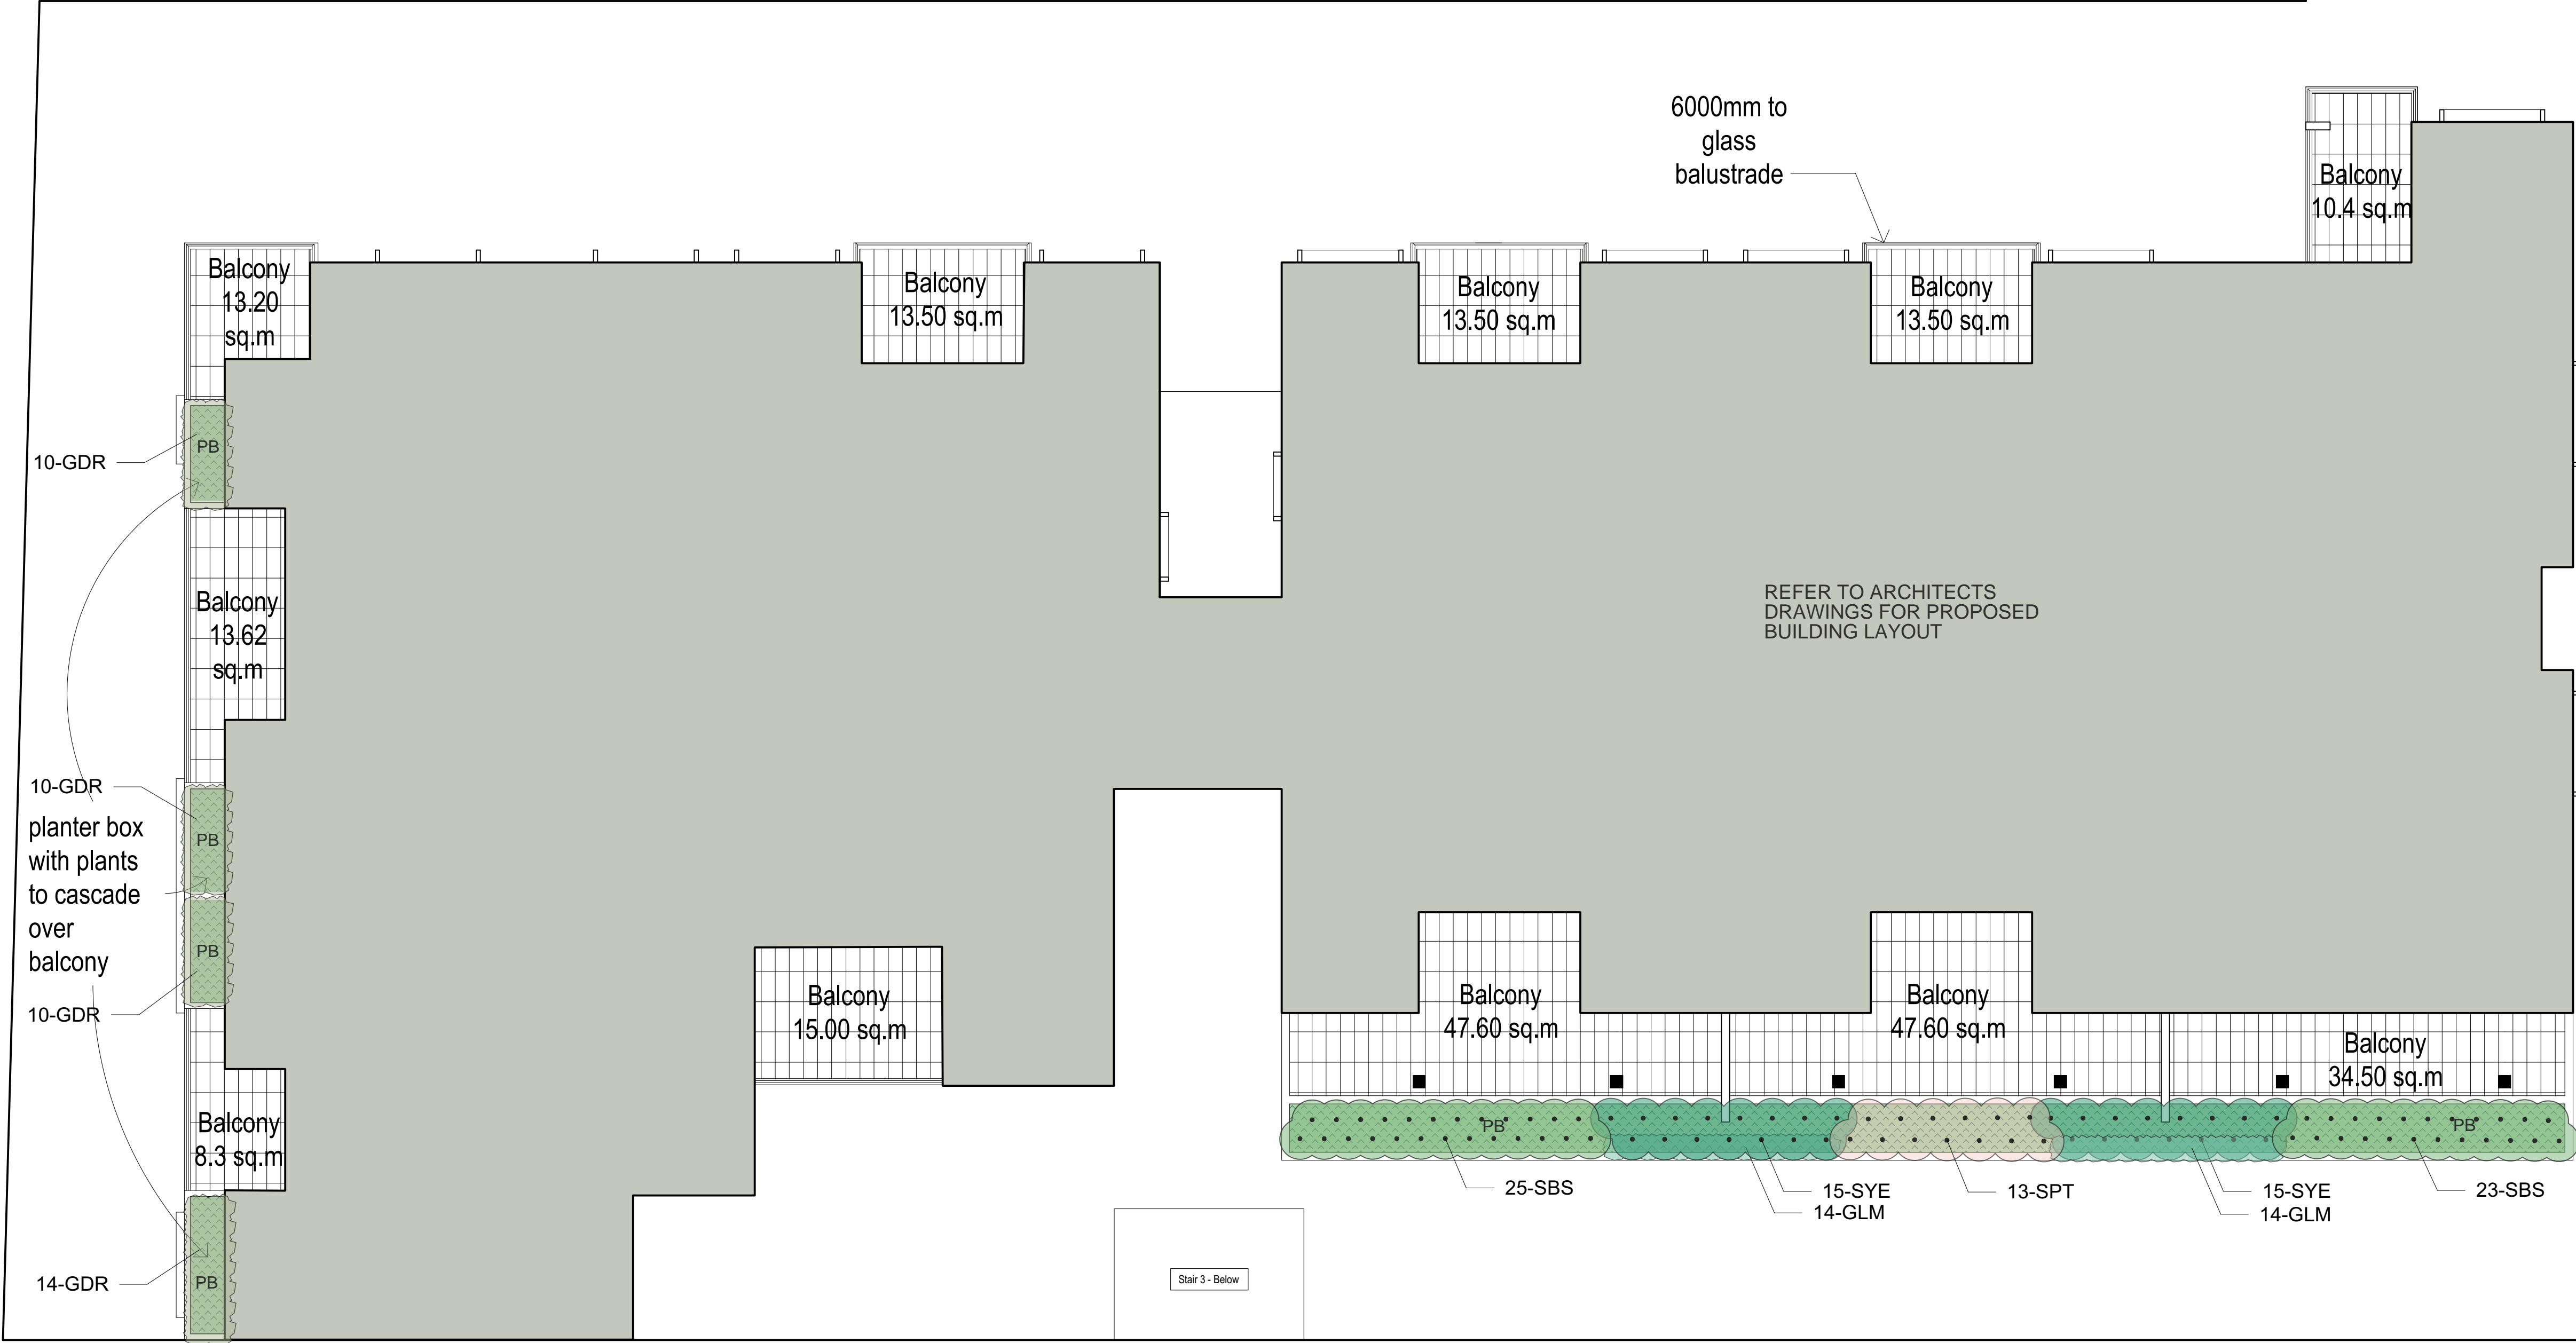 6000mm to
glass
balustrade
Balcony
10.4 sq.m
Balcony
13.20
sq.m
Balcony
13.50 sq.m
Balcony
13.50 sq.m
Balcony
13.50 sq.m
PB
10-GDR
Balcony
13.62
sq.m
REFER TO ARCHITECTS
DRAWINGS FOR PROPOSED
BUILDING LAYOUT
10-GDR
planter box
with plants
to cascade
over
balcony
PB
PB
10-GDR
Balcony
15.00 sq.m
Balcony
47.60 sq.m
Balcony
47.60 sq.m
Balcony
34.50 sq.m
Balcony
8.3 sq.m
PB
PB
25-SBS
15-SYE
14-GLM
13-SPT
15-SYE
14-GLM
23-SBS
Stair 3 - Below
14-GDR
PB